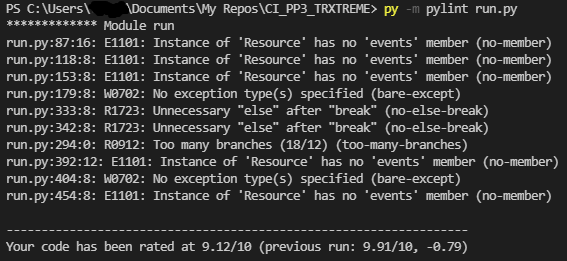 PS C:\Users\ \Documents\My Repos\CI_PP3_TRXTREME> py -m pylint run.py
************* Module run
run.py:87:16: E1101: Instance of 'Resource' has no 'events' member (no-member)
run.py:118:8: E1101: Instance of 'Resource' has no 'events' member (no-member)
run.py:153:8: E1101: Instance of 'Resource' has no 'events' member (no-member)
run.py:179:8: W0702: No exception type(s) specified (bare-except)
run.py:333:8: R1723: Unnecessary "else" after "break" (no-else-break)
run.py:342:8: R1723: Unnecessary "else" after "break" (no-else-break)
run.py:294:0: R0912: Too many branches (18/12) (too-many-branches)
run.py:392:12: E1101: Instance of 'Resource' has no 'events' member (no-member)
run.py:404:8: W0702: No exception type(s) specified (bare-except)
run.py:454:8: E1101: Instance of 'Resource' has no 'events' member (no-member)
------------------------------------------------------------------
Your code has been rated at 9.12/10 (previous run: 9.91/10, -0.79)